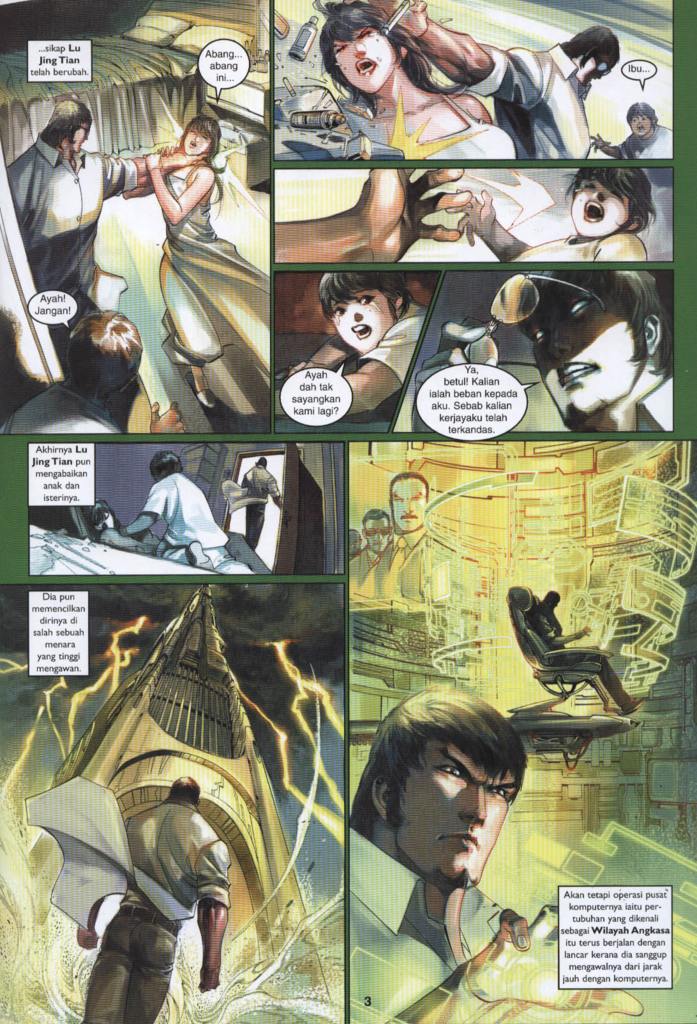 ...sikap Lu
Jing Tian
telah berubah.
Abang...
abang
ini...
Ayah!
Jangan!
Ibu...
Ayah
dah tak
sayangkan
kami lagi?
Ya,
betul! Kalian
ialah beban kepada
aku. Sebab kalian
kerjayaku telah
terkandas.
Akhirnya Lu
Jing Tian pun
mengabaikan
anak dan
isterinya.
Dia pun
memencilkan
dirinya di
salah sebuah
menara
yang tinggi
mengawan.
Akan tetapi operasi pusat
komputernya iaitu per-
tubuhan yang dikenali
sebagai Wilayah Angkasa
itu terus berjalan dengan
lancar kerana dia sanggup
mengawalnya dari jarak
jauh dengan komputernya.
3